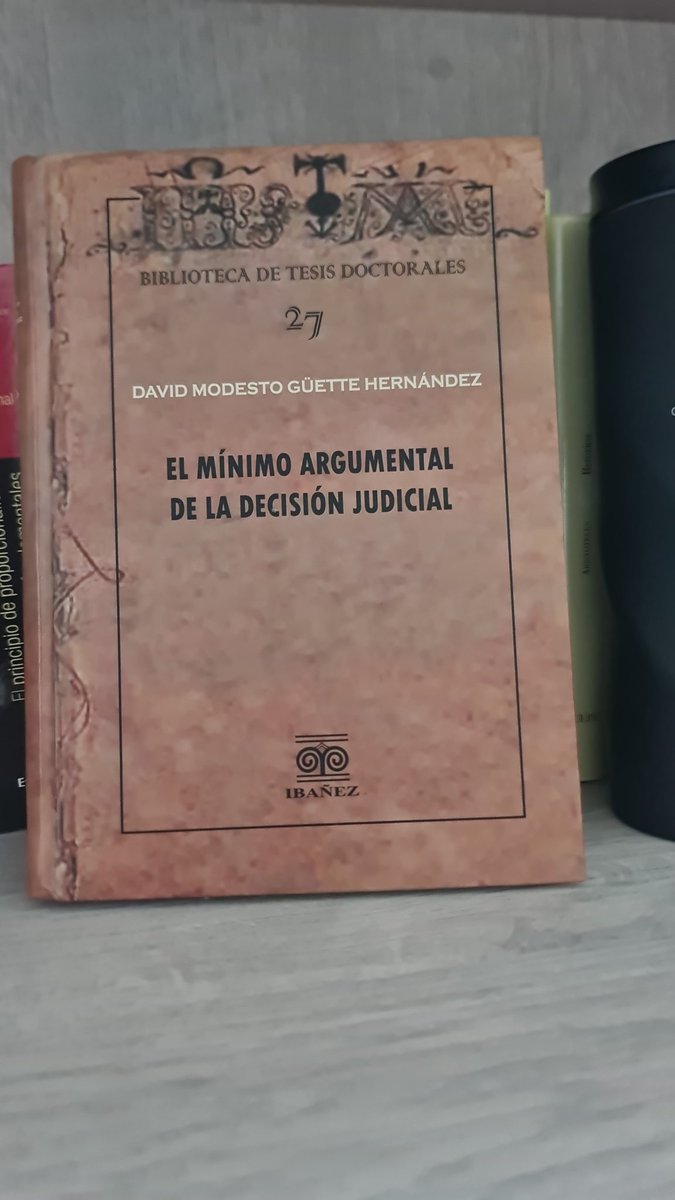 BIBLIOTECA DE TESIS DOCTORALES
27
DAVID MODESTO GÜETTE HERNÁNDEZ
EL MÍNIMO ARGUMENTAL
DE LA DECISIÓN JUDICIAL
IBAÑEZ
El principio de